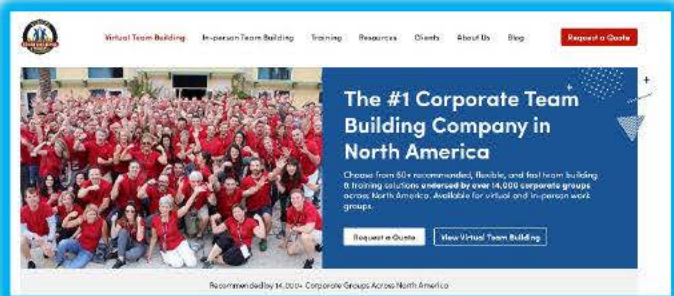 Virtual Team Building In-person Team Building Training Resources Clients About Us Blog Request a Quote
The #1 Corporate Team
Building Company in
North America
Choose from 60+ recommended, flexible, and fast team building
& training solutions endorsed by over 14,000 corporate groups
across North America. Available for virtual and in-person work
groups.
Request a Quote View Virtual Team Building
Recommended by 14,000+ Corporate Groups Across North America